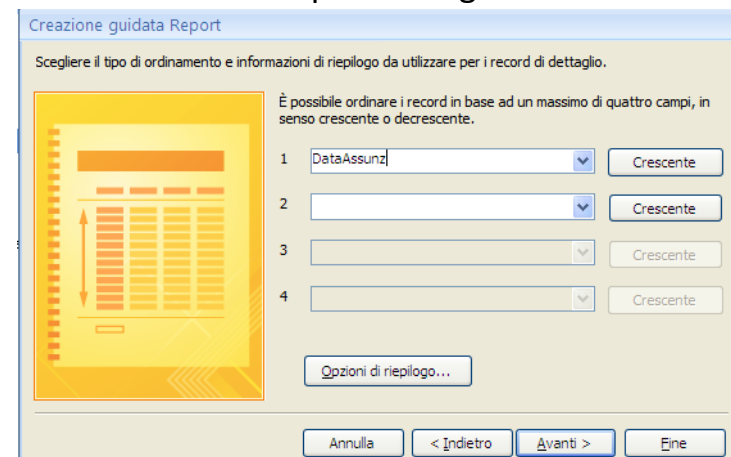 Creazione guidata Report
Scegliere il tipo di ordinamento e informazioni di riepilogo da utilizzare per i record di dettaglio.
È possibile ordinare i record in base ad un massimo di quattro campi, in
senso crescente o decrescente.
1 DataAssunz Crescente
2 Crescente
3 Crescente
4 Crescente
Opzioni di riepilogo...
Annulla < Indietro Avanti > Fine